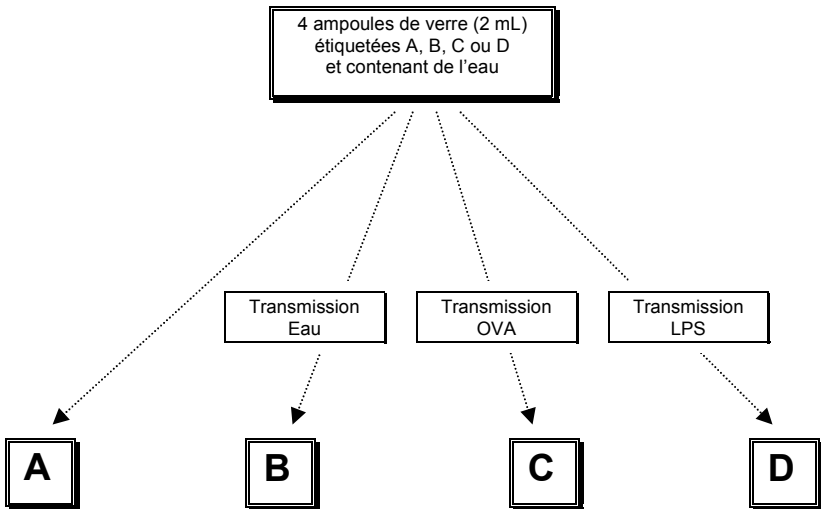 4 ampoules de verre (2 mL)
étiquetées A, B, C ou D
et contenant de l'eau
Transmission
Eau
Transmission
OVA
Transmission
LPS
A
B
C
D